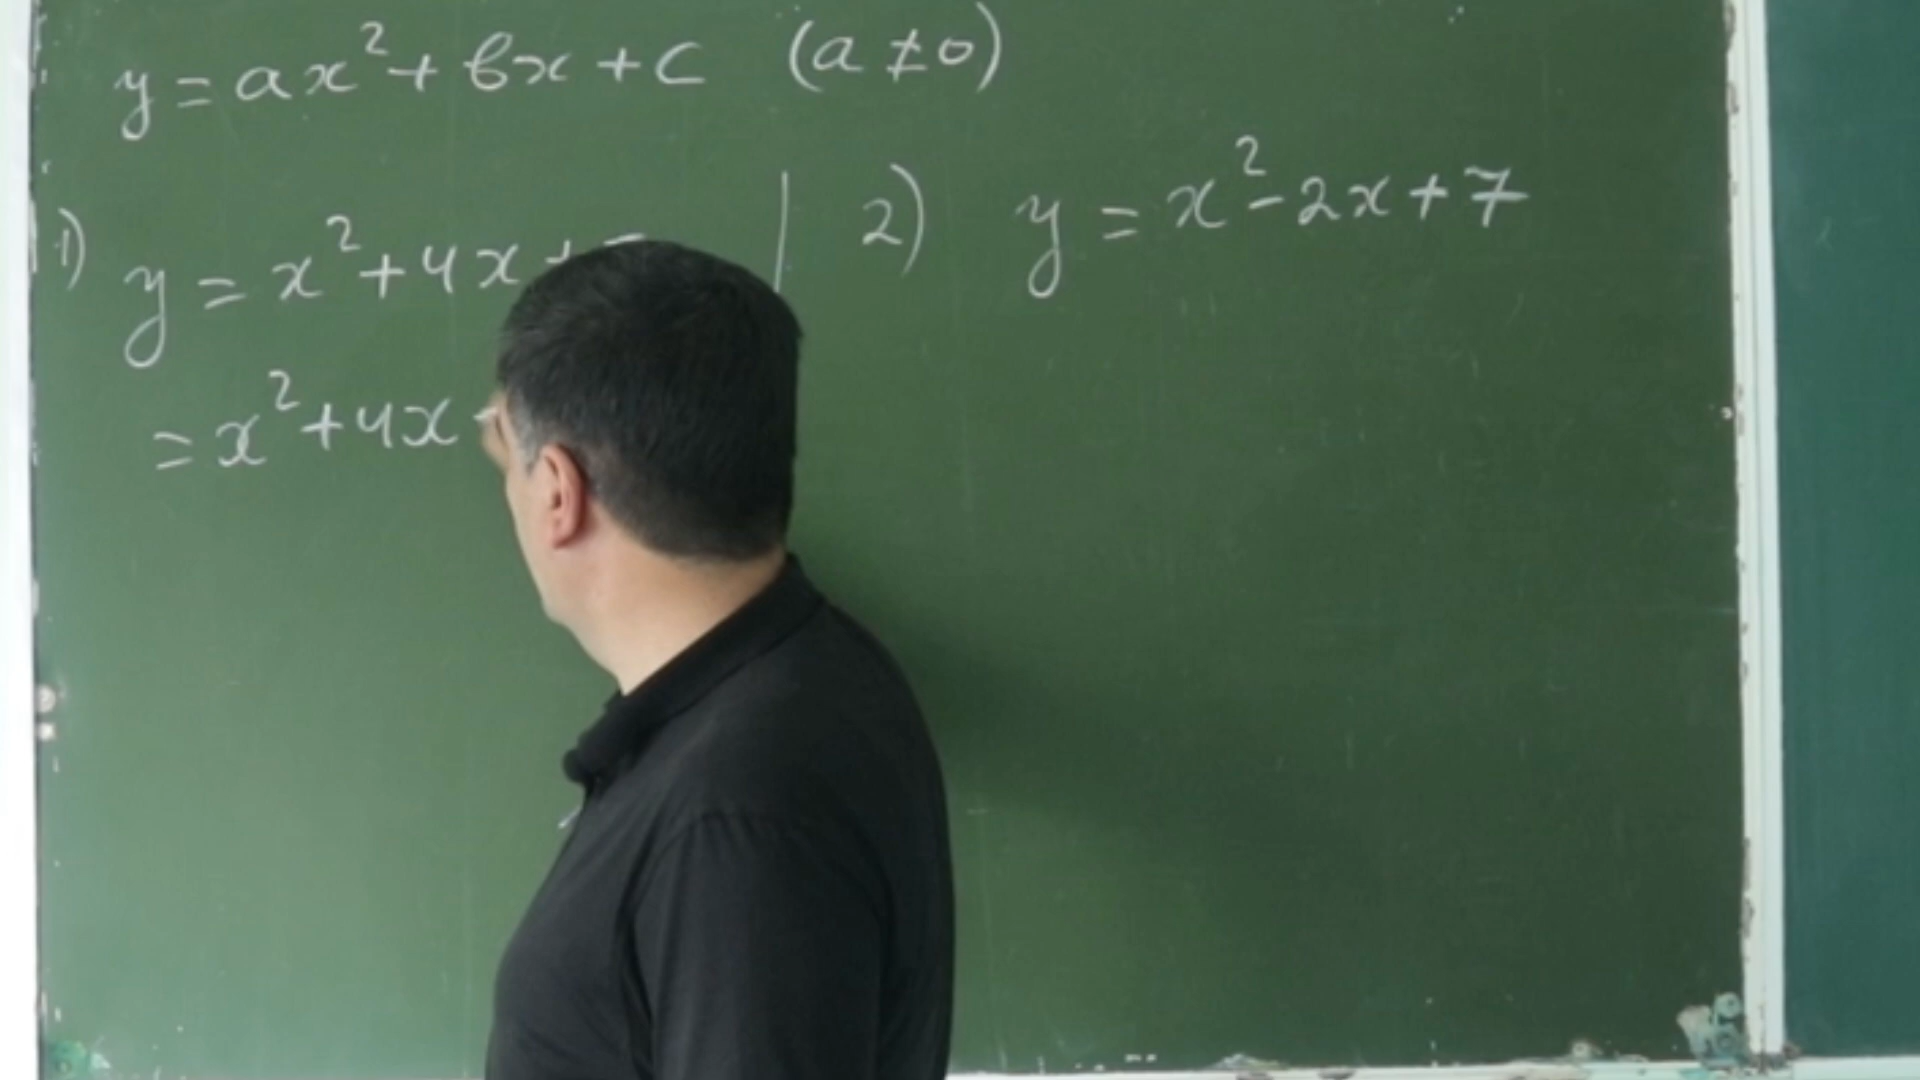 y = ax² + bx + c (a ≠ 0)
1) y = x² + 4x +
= x² + 4x
2) y = x² - 2x + 7